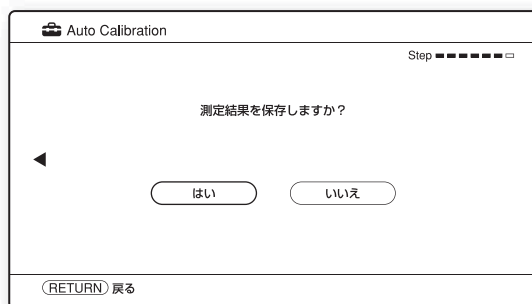 Auto Calibration
Step
測定結果を保存しますか？
はい
いいえ
RETURN 戻る